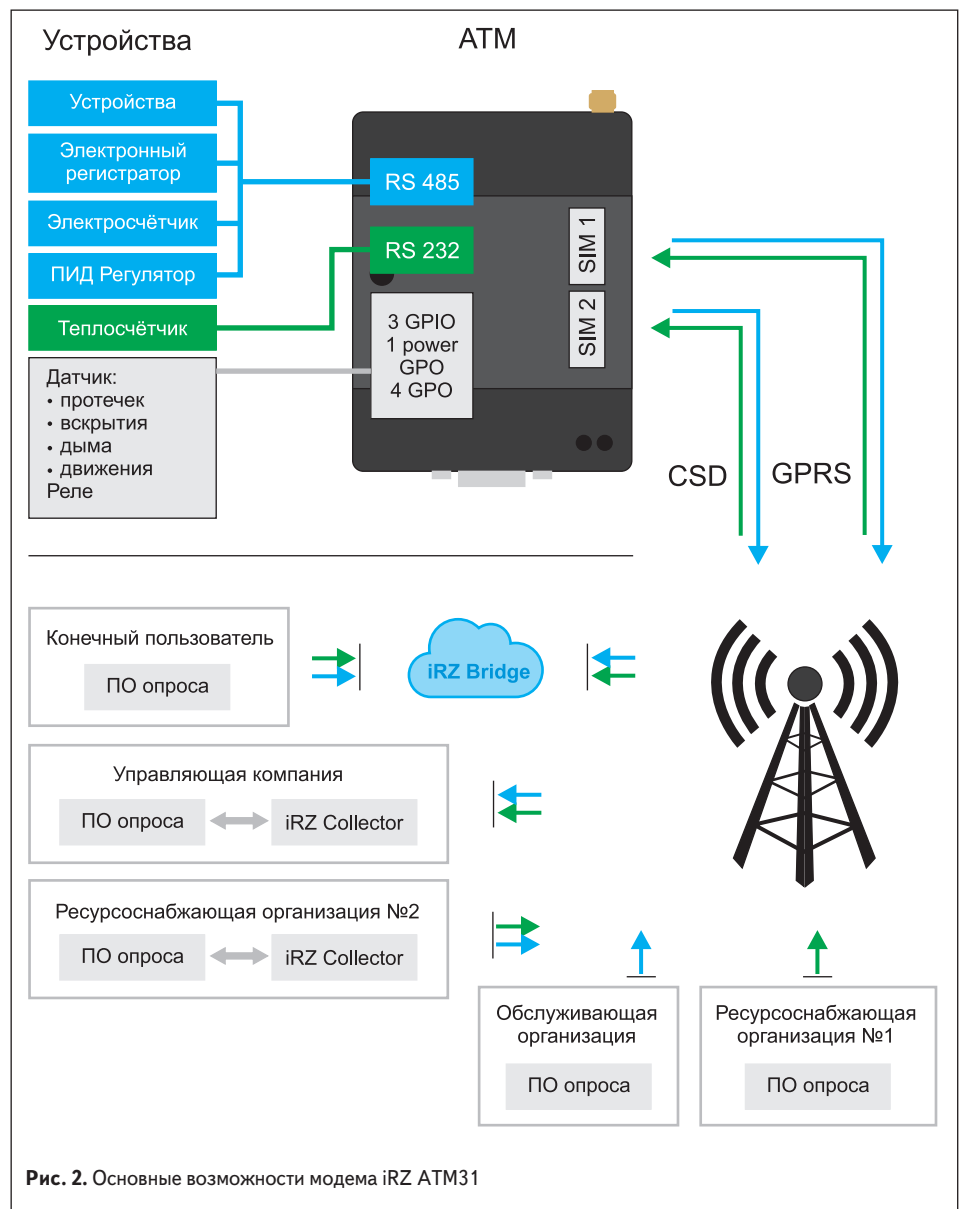 Устройства
ATM
Устройства
Электронный
регистратор
Электросчётчик
ПИД Регулятор
Теплосчётчик
Датчик:
• протечек
• вскрытия
• дыма
• движения
Реле
RS 485
RS 232
3 GPIO
1 power
GPO
4 GPO
SIM 1
SIM 2
CSD
GPRS
Конечный пользователь
ПО опроса
iRZ Bridge
Управляющая компания
ПО опроса
iRZ Collector
Ресурсоснабжающая организация №2
ПО опроса
iRZ Collector
Обслуживающая
организация
ПО опроса
Ресурсоснабжающая
организация №1
ПО опроса
Рис. 2. Основные возможности модема iRZ ATM31